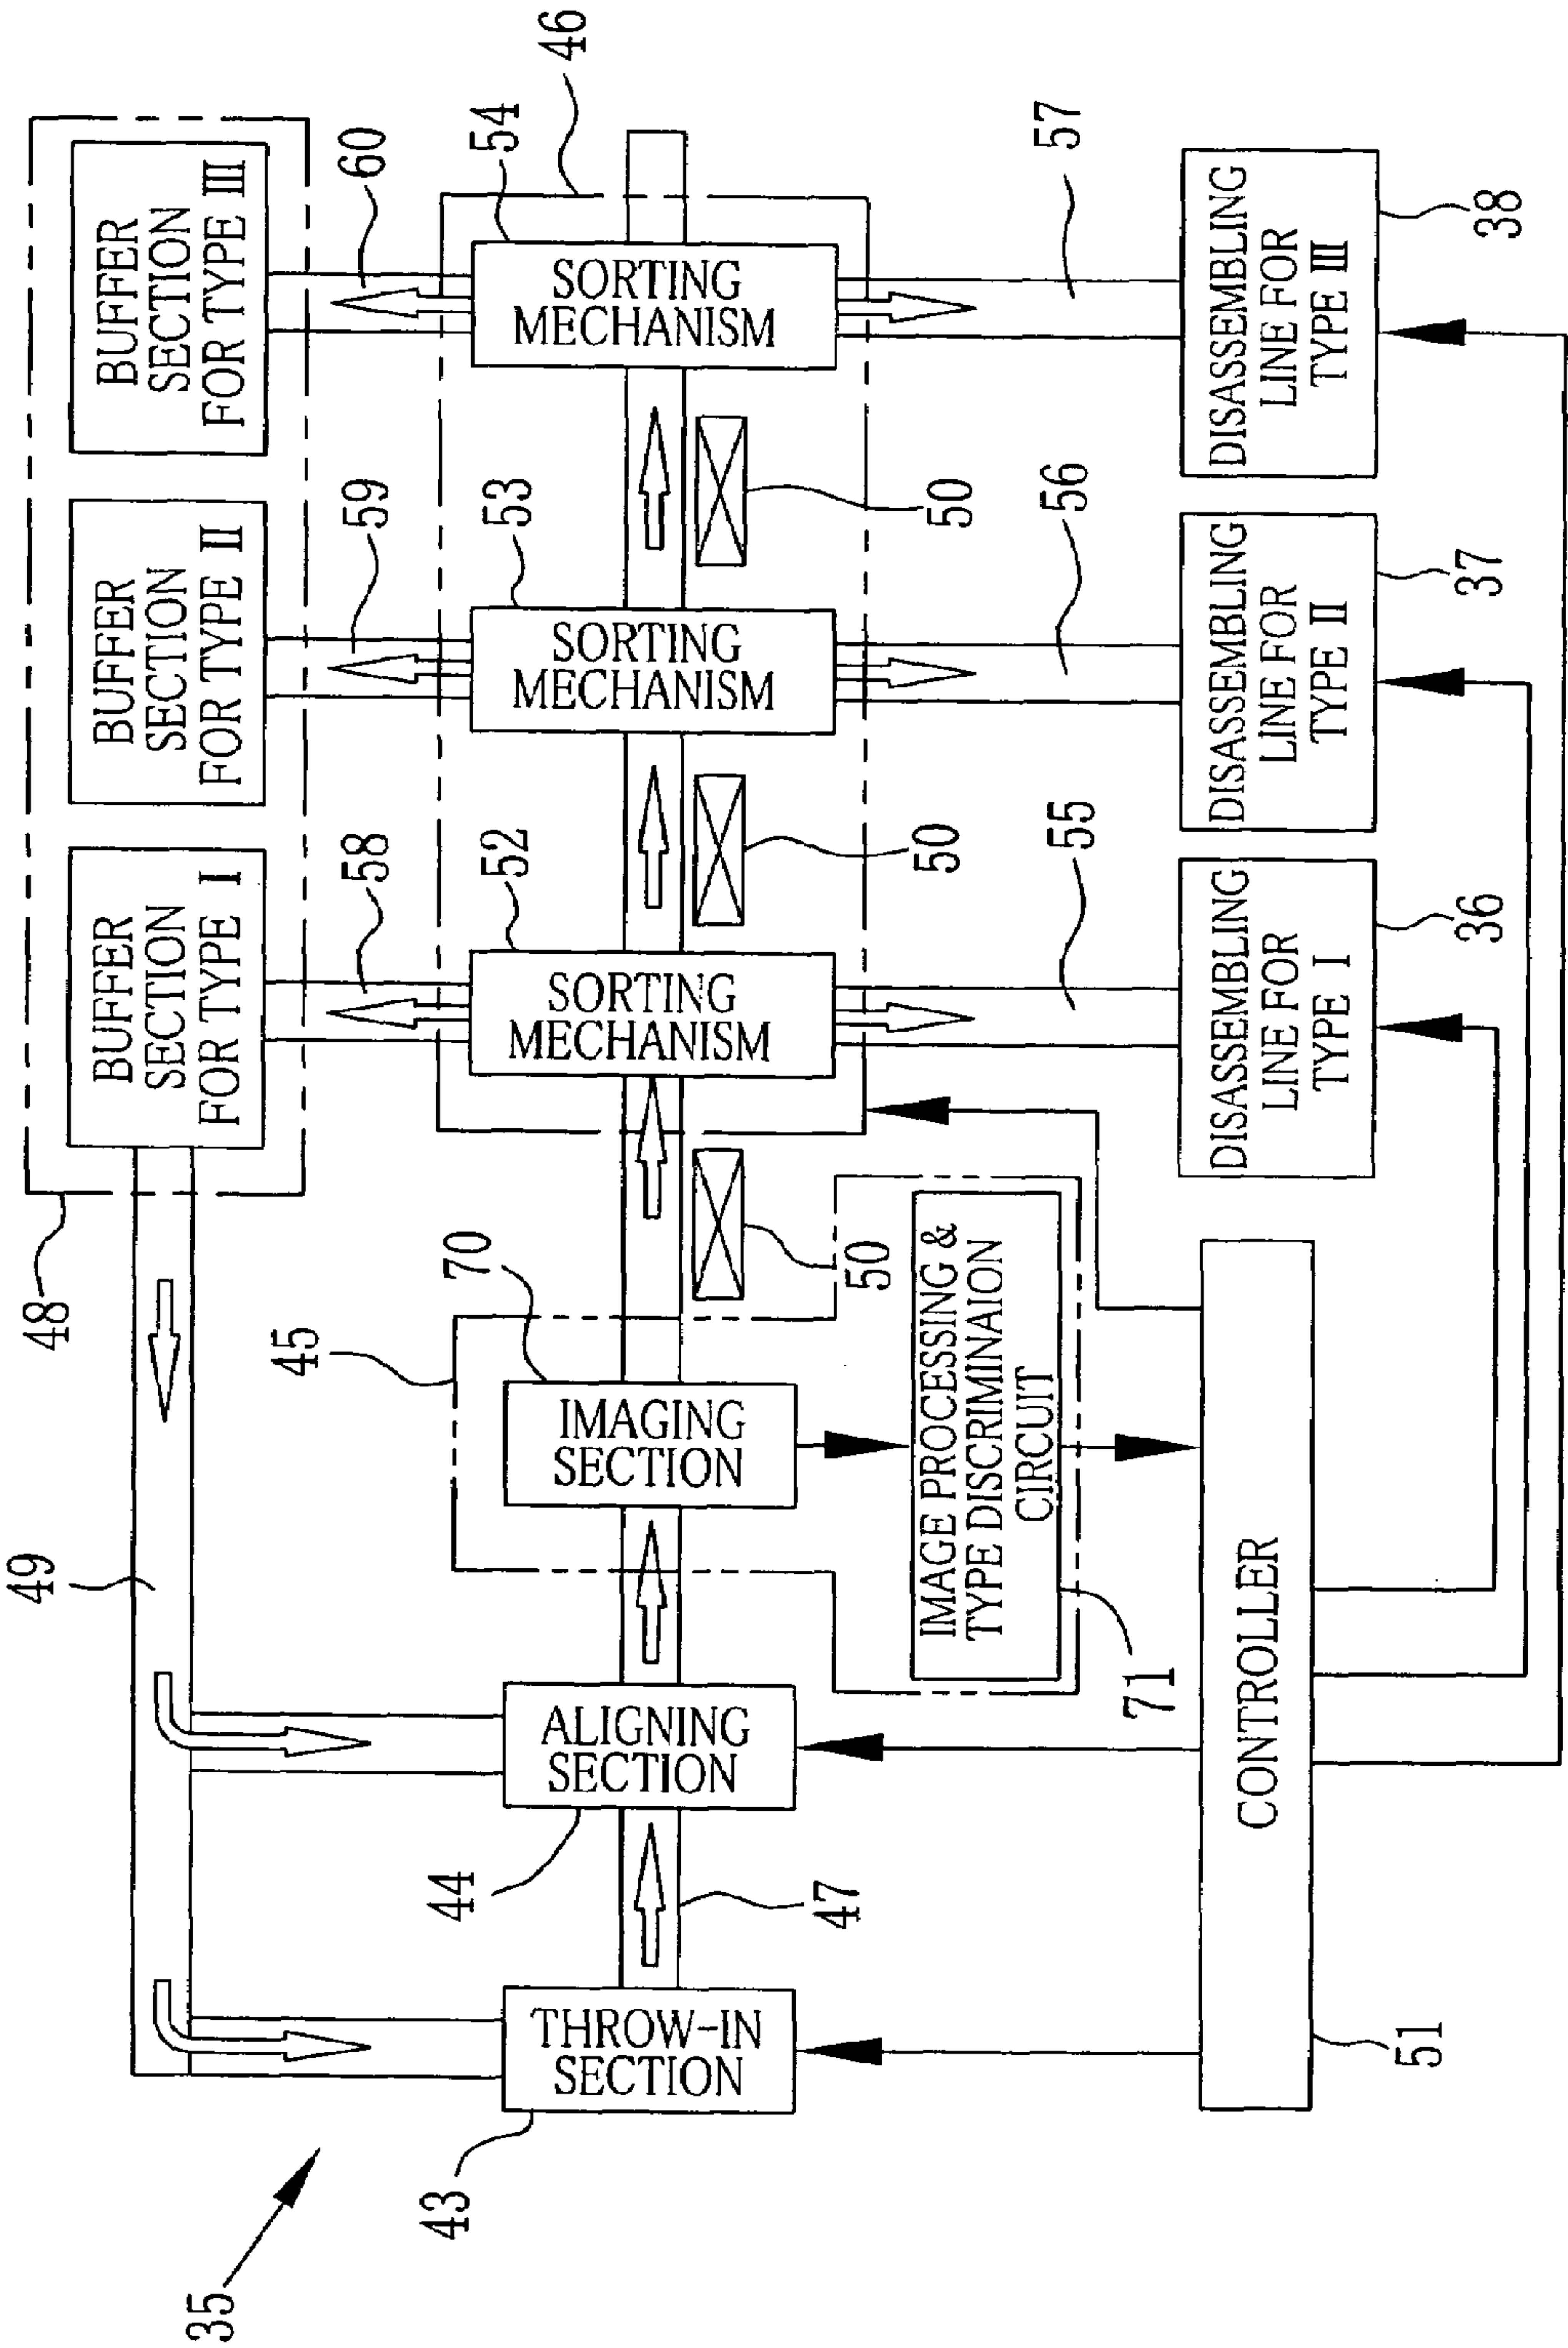 35
48
49
BUFFER
SECTION
FOR TYPE I
BUFFER
SECTION
FOR TYPE II
BUFFER
SECTION
FOR TYPE III
58
59
60
46
45
70
52
53
54
43
THROW-IN
SECTION
44
ALIGNING
SECTION
47
IMAGING
SECTION
SORTING
MECHANISM
SORTING
MECHANISM
SORTING
MECHANISM
50
50
50
71
IMAGE PROCESSING &
TYPE DISCRIMINAION
CIRCUIT
55
56
57
51
CONTROLLER
DISASSEMBLING
LINE FOR
TYPE I
DISASSEMBLING
LINE FOR
TYPE II
DISASSEMBLING
LINE FOR
TYPE III
36
37
38